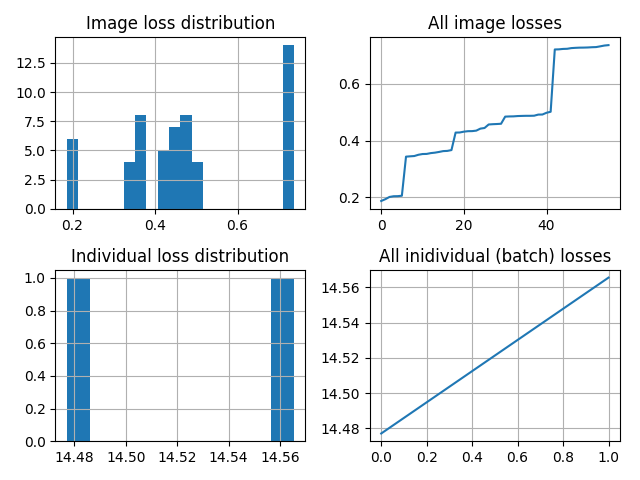 Image loss distribution
12.5
10.0
7.5
5.0
2.5
0.0
0.2 0.4 0.6
All image losses
0.6
0.4
0.2
0 20 40
Individual loss distribution
1.0
0.8
0.6
0.4
0.2
0.0
14.48 14.50 14.52 14.54 14.56
All inidividual (batch) losses
14.56
14.54
14.52
14.50
14.48
0.0 0.2 0.4 0.6 0.8 1.0